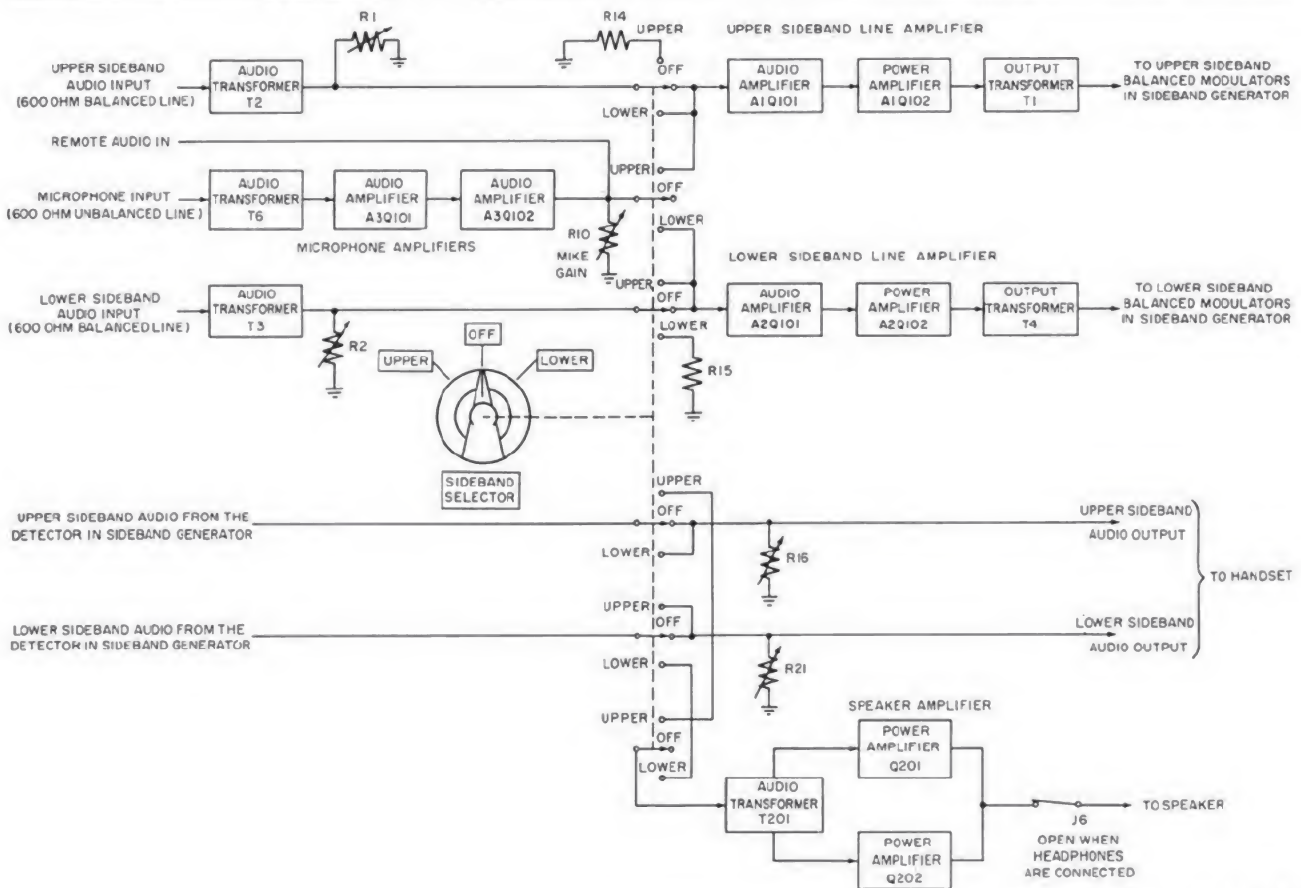 R1
R14
UPPER
UPPER SIDEBAND LINE AMPLIFIER
UPPER SIDEBAND
AUDIO INPUT
(600 OHM BALANCED LINE)
AUDIO
TRANSFORMER
T2
OFF
LOWER
AUDIO
AMPLIFIER
A1Q101
POWER
AMPLIFIER
A1Q102
OUTPUT
TRANSFORMER
T1
TO UPPER SIDEBAND
BALANCED MODULATORS
IN SIDEBAND GENERATOR
REMOTE AUDIO IN
UPPER
OFF
LOWER
MICROPHONE INPUT
(600 OHM UNBALANCED LINE)
AUDIO
TRANSFORMER
T6
AUDIO
AMPLIFIER
A3Q101
AUDIO
AMPLIFIER
A3Q102
MICROPHONE AMPLIFIERS
R10
MIKE
GAIN
LOWER SIDEBAND LINE AMPLIFIER
LOWER SIDEBAND
AUDIO INPUT
(600 OHM BALANCED LINE)
AUDIO
TRANSFORMER
T3
R2
UPPER
OFF
LOWER
R15
AUDIO
AMPLIFIER
A2Q101
POWER
AMPLIFIER
A2Q102
OUTPUT
TRANSFORMER
T4
TO LOWER SIDEBAND
BALANCED MODULATORS
IN SIDEBAND GENERATOR
OFF
UPPER
LOWER
SIDEBAND
SELECTOR
UPPER SIDEBAND AUDIO FROM THE
DETECTOR IN SIDEBAND GENERATOR
UPPER
OFF
LOWER
R16
UPPER SIDEBAND
AUDIO OUTPUT
TO HANDSET
LOWER SIDEBAND AUDIO FROM THE
DETECTOR IN SIDEBAND GENERATOR
UPPER
OFF
LOWER
R21
LOWER SIDEBAND
AUDIO OUTPUT
UPPER
OFF
LOWER
SPEAKER AMPLIFIER
AUDIO
TRANSFORMER
T201
POWER
AMPLIFIER
Q201
POWER
AMPLIFIER
Q202
J6
OPEN WHEN
HEADPHONES
ARE CONNECTED
TO SPEAKER